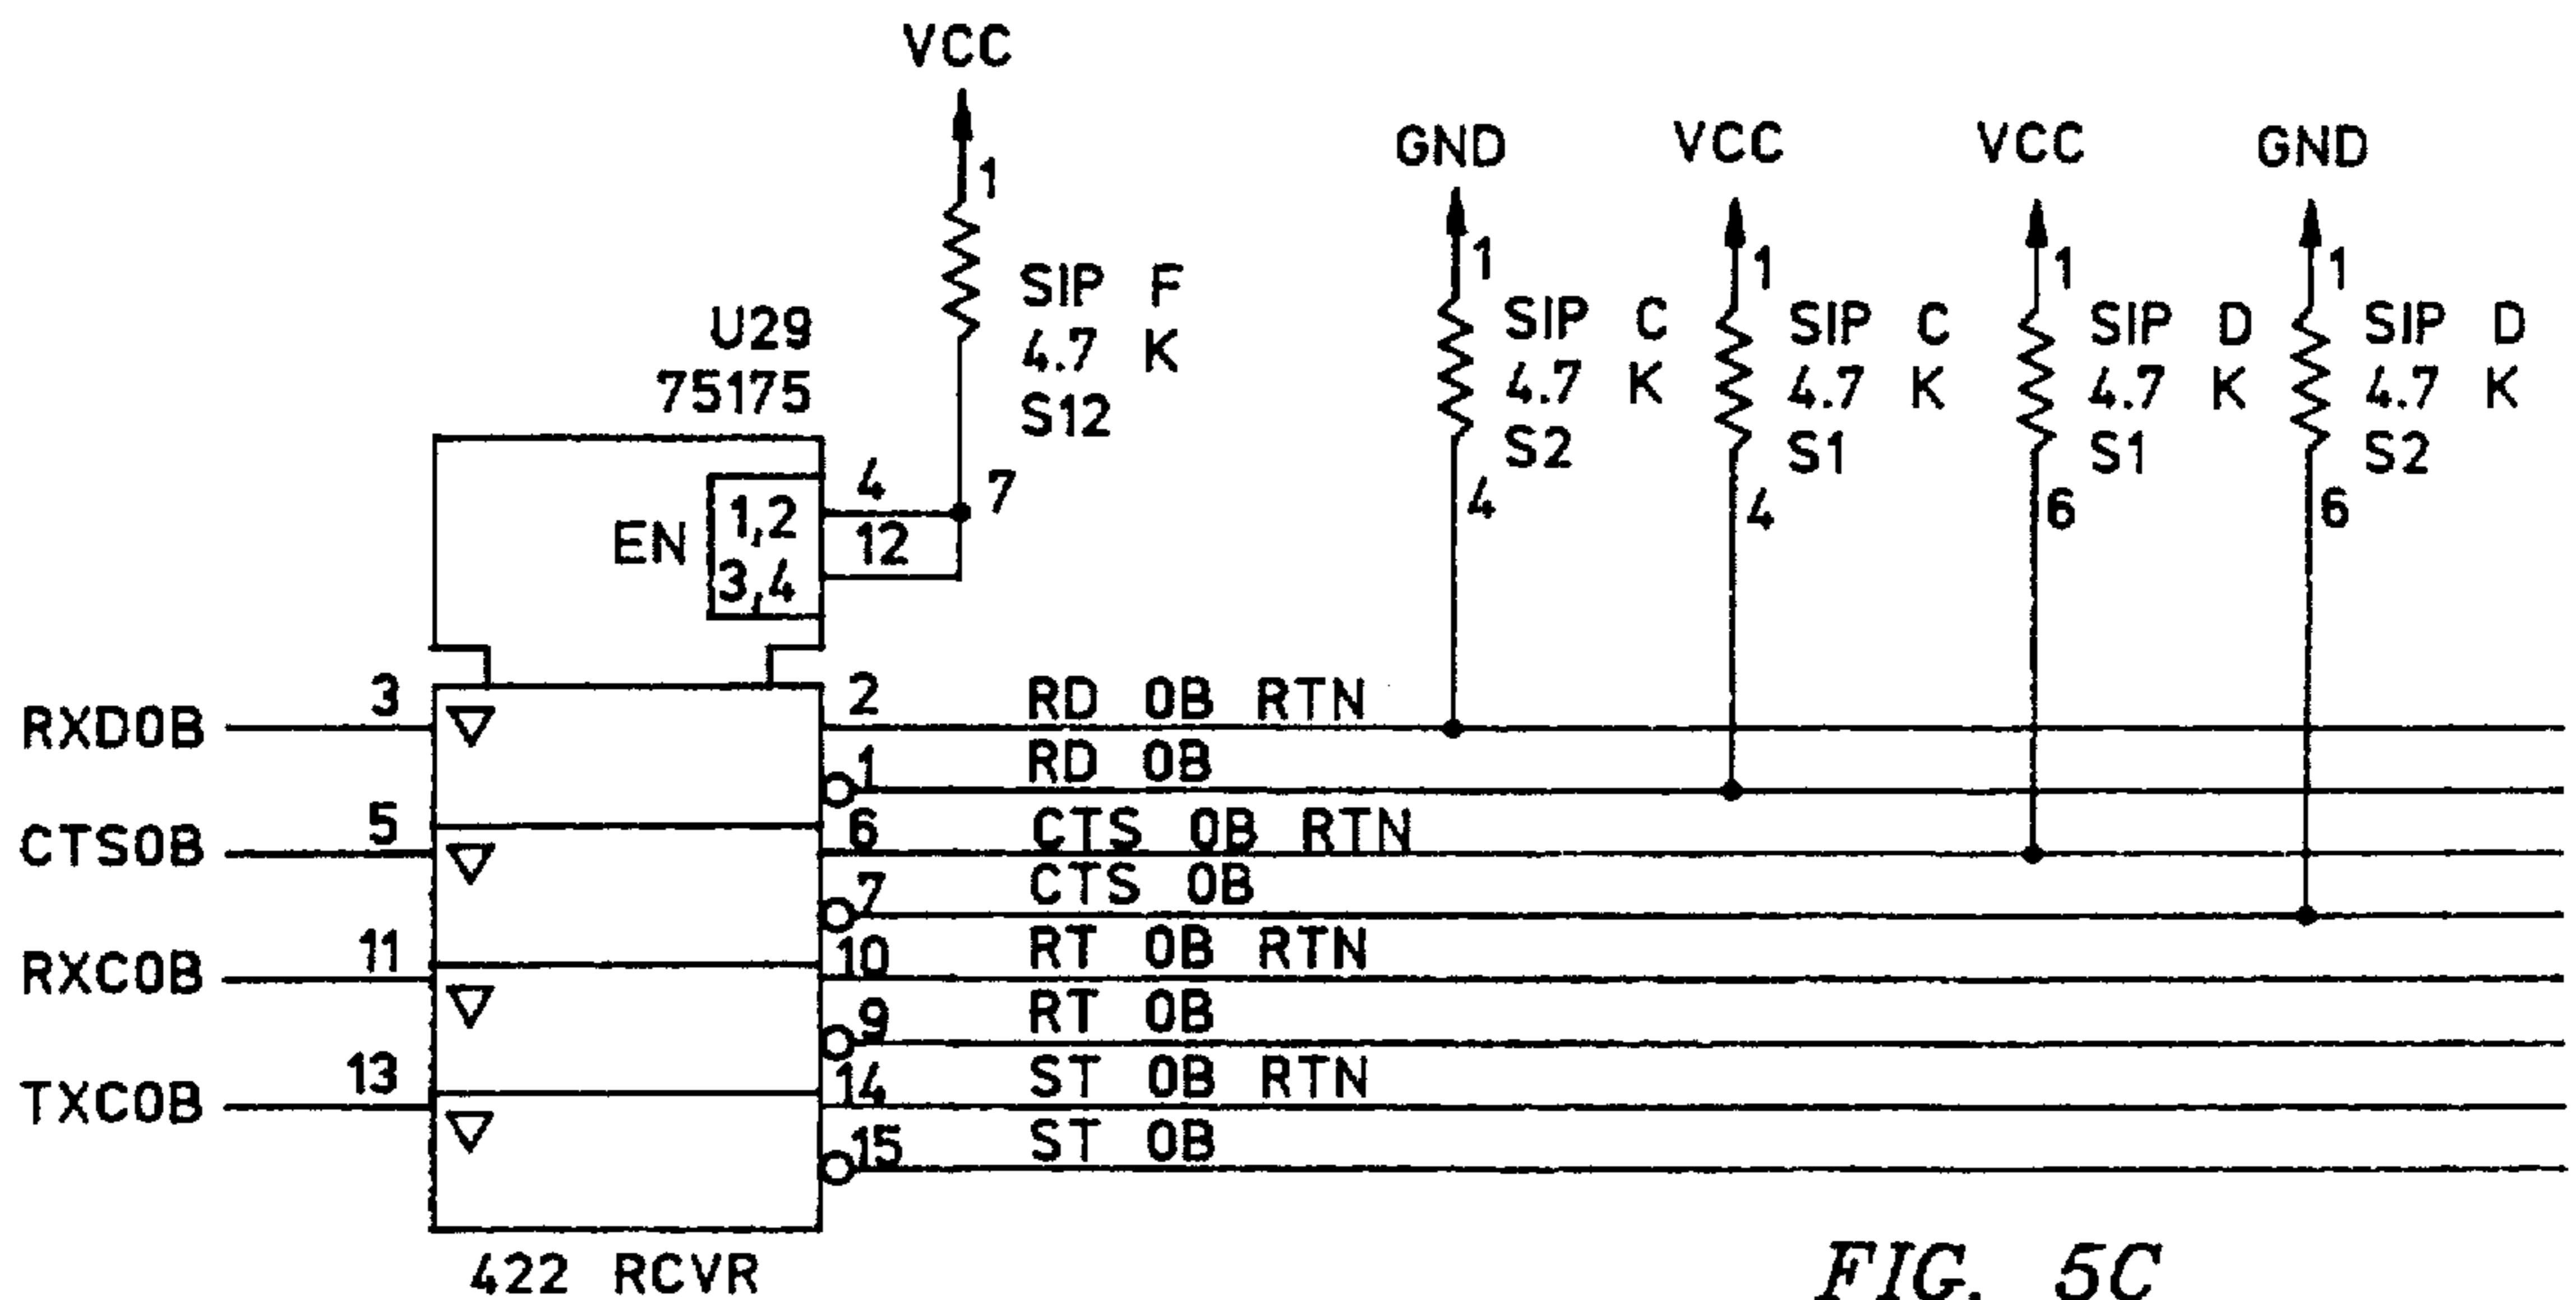 VCC
1
SIP F
4.7 K
S12
7
U29
75175
EN
1,2
3,4
4
12
GND
1
SIP C
4.7 K
S2
4
VCC
1
SIP C
4.7 K
S1
4
VCC
1
SIP D
4.7 K
S1
6
GND
1
SIP D
4.7 K
S2
6
RXD0B 3
2 RD 0B RTN
1 RD 0B
CTS0B 5
6 CTS 0B RTN
7 CTS 0B
RXC0B 11
10 RT 0B RTN
9 RT 0B
TXC0B 13
14 ST 0B RTN
15 ST 0B
422 RCVR
FIG. 5C